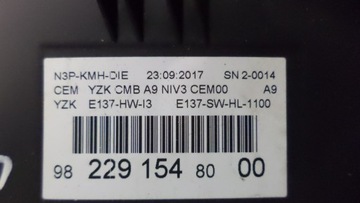 N3P-KMH-DIE 23:09:2017 SN 2-0014
CEM YZK CMB A9 NIV3 CEM00 A9
YZK E137-HW-I3 E137-SW-HL-1100
98 229 154 80 00